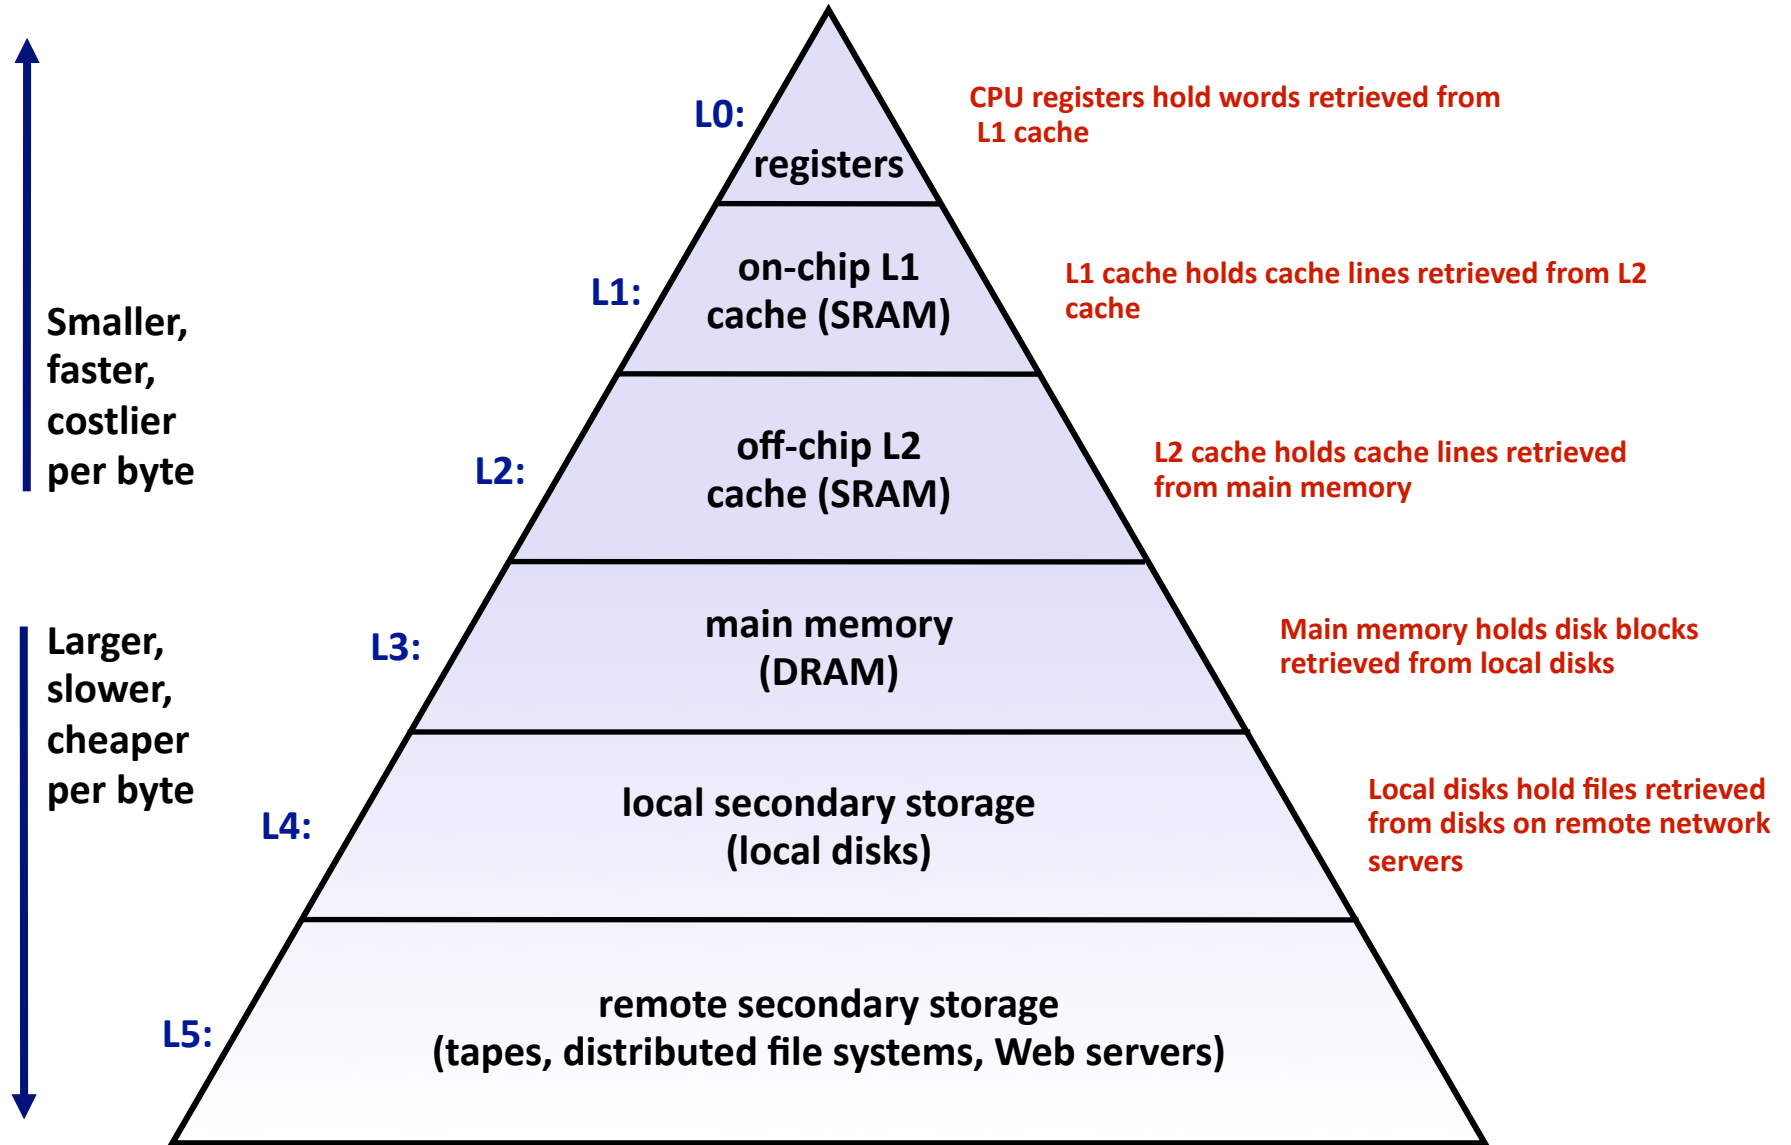 L0:
registers
CPU registers hold words retrieved from
L1 cache
L1:
on-chip L1
cache (SRAM)
L1 cache holds cache lines retrieved from L2
cache
Smaller,
faster,
costlier
per byte
L2:
off-chip L2
cache (SRAM)
L2 cache holds cache lines retrieved
from main memory
Larger,
slower,
cheaper
per byte
L3:
main memory
(DRAM)
Main memory holds disk blocks
retrieved from local disks
L4:
local secondary storage
(local disks)
Local disks hold files retrieved
from disks on remote network
servers
L5:
remote secondary storage
(tapes, distributed file systems, Web servers)